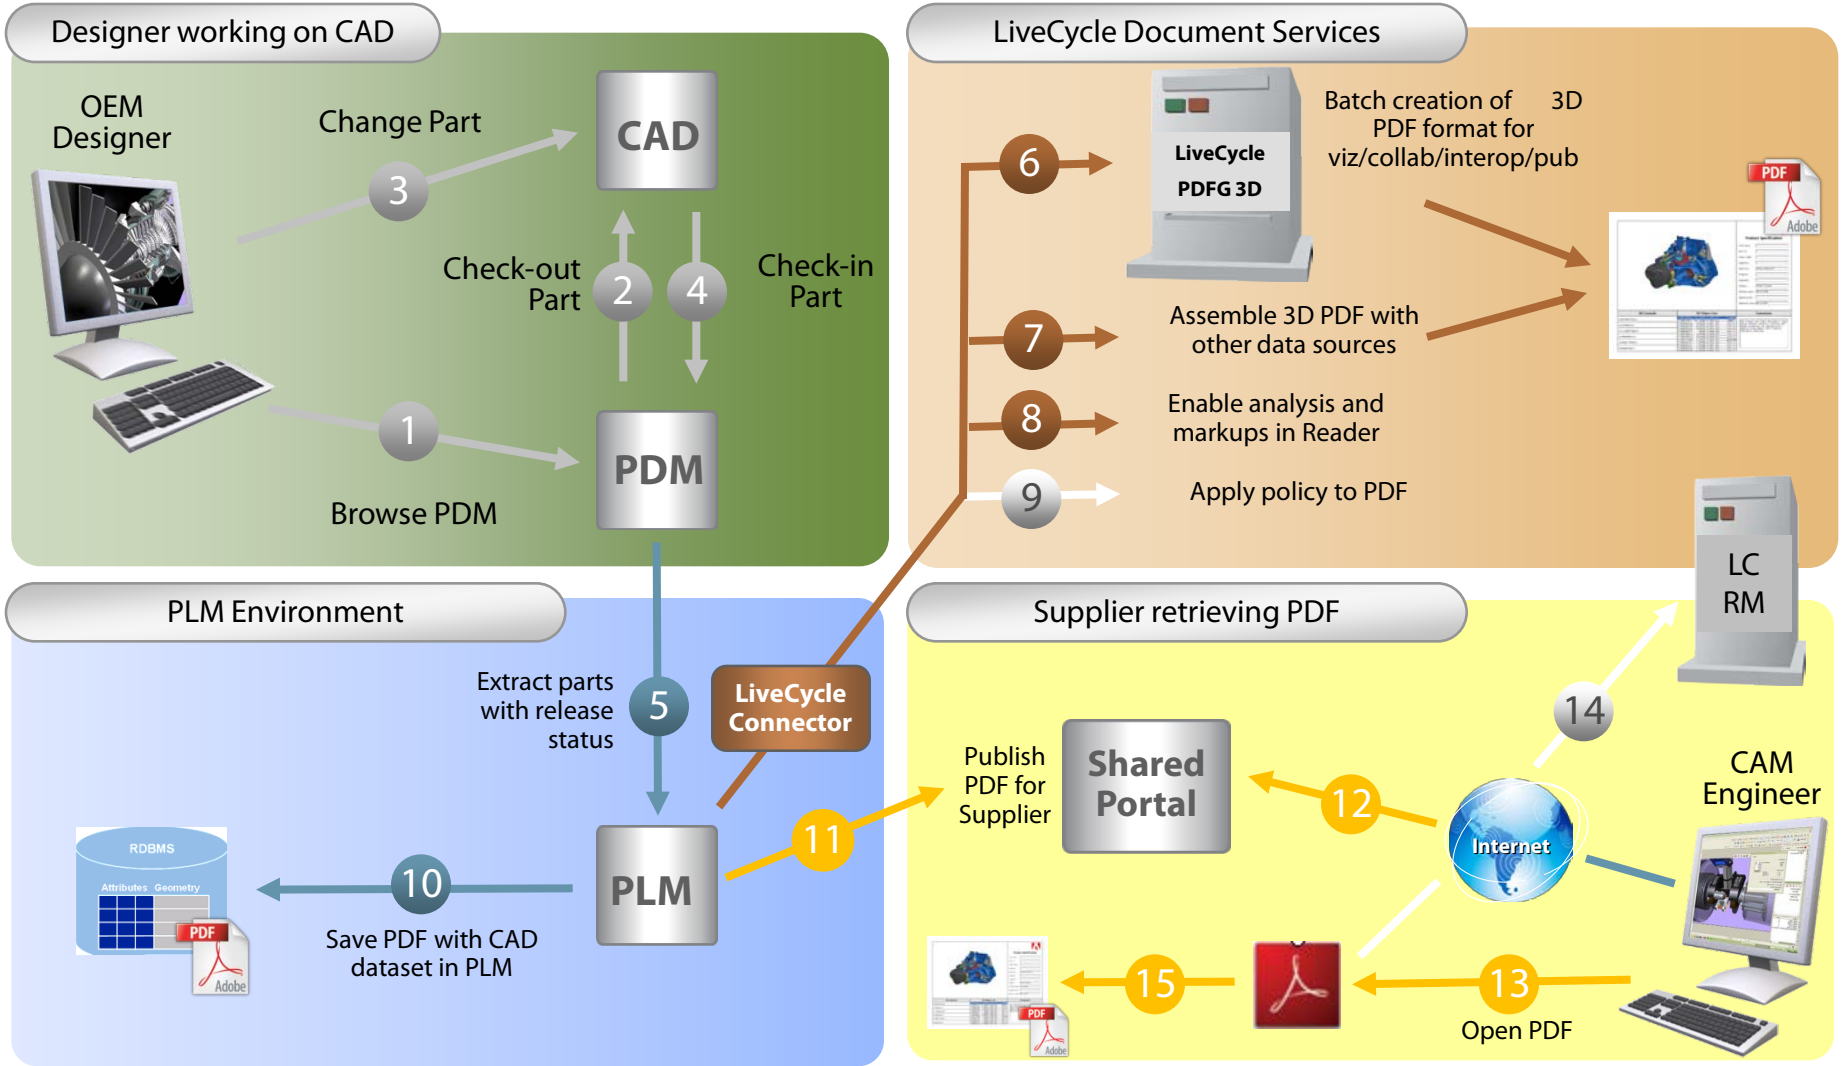 Designer working on CAD
OEM
Designer
Change Part
3
CAD
Check-out
Part
2
4
Check-in
Part
1
Browse PDM
PDM
LiveCycle Document Services
6
LiveCycle
PDFG 3D
Batch creation of 3D
PDF format for
viz/collab/interop/pub
PDF
Adobe
7
Assemble 3D PDF with
other data sources
8
Enable analysis and
markups in Reader
9
Apply policy to PDF
PLM Environment
Extract parts
with release
status
5
LiveCycle
Connector
PLM
10
Save PDF with CAD
dataset in PLM
RDBMS
Attributes Geometry
PDF
Adobe
11
Supplier retrieving PDF
LC
RM
14
Publish
PDF for
Supplier
Shared
Portal
12
Internet
CAM
Engineer
13
Open PDF
15
PDF
Adobe